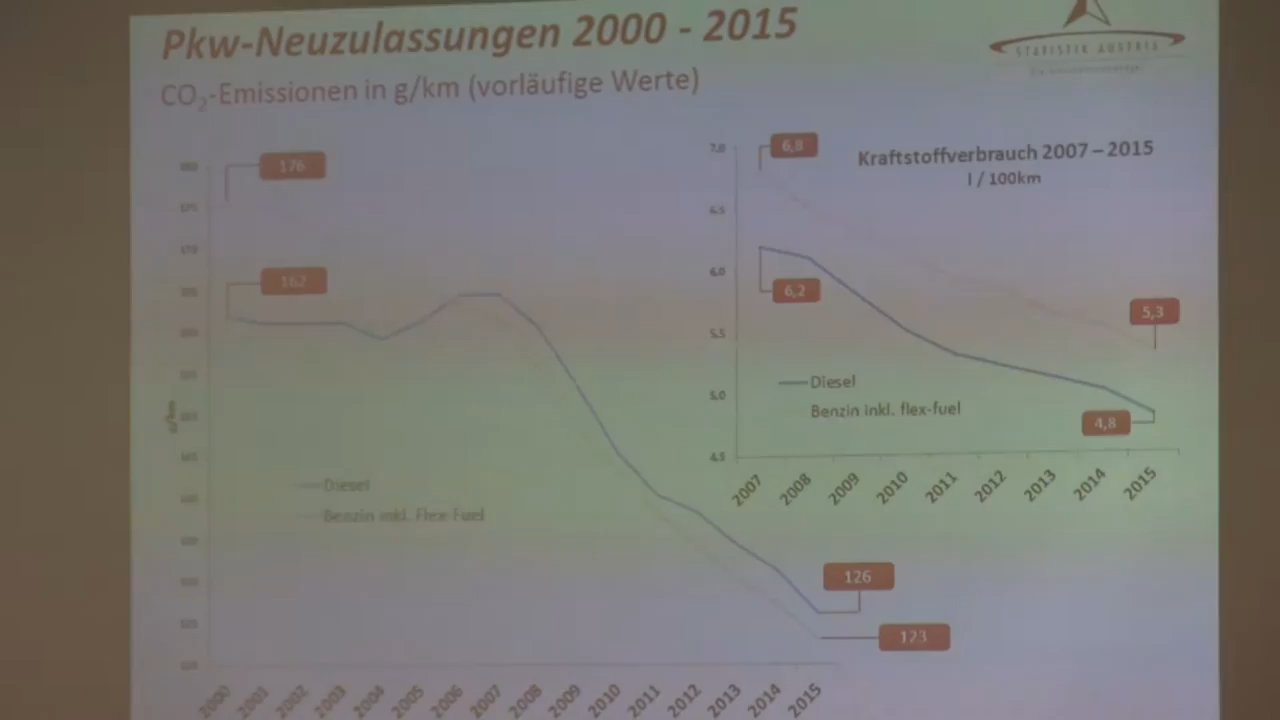 Pkw-Neuzulassungen 2000 - 2015
CO₂-Emissionen in g/km (vorläufige Werte)
STATISTIK AUSTRIA
176
162
g/km
Diesel
Benzin inkl. Flex-Fuel
126
123
2000 2001 2002 2003 2004 2005 2006 2007 2008 2009 2010 2011 2012 2013 2014 2015
Kraftstoffverbrauch 2007 – 2015
l / 100km
7,0
6,5
6,0
5,5
5,0
4,5
6,8
6,2
5,3
4,8
Diesel
Benzin inkl. flex-fuel
2007 2008 2009 2010 2011 2012 2013 2014 2015